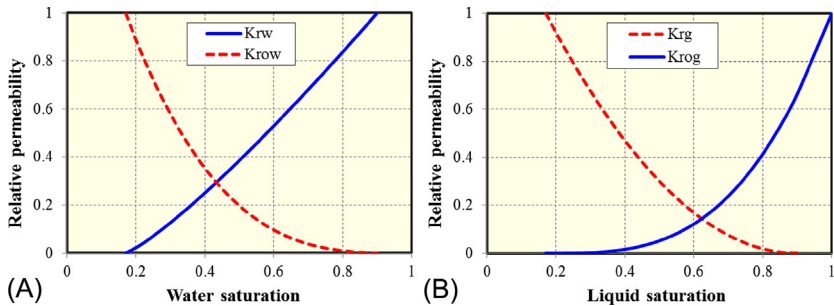 Relative permeability
1
0.8
0.6
0.4
0.2
0
Krw
Krow
0 0.2 0.4 0.6 0.8 1
(A) Water saturation
Relative permeability
1
0.8
0.6
0.4
0.2
0
Krg
Krog
0 0.2 0.4 0.6 0.8 1
(B) Liquid saturation